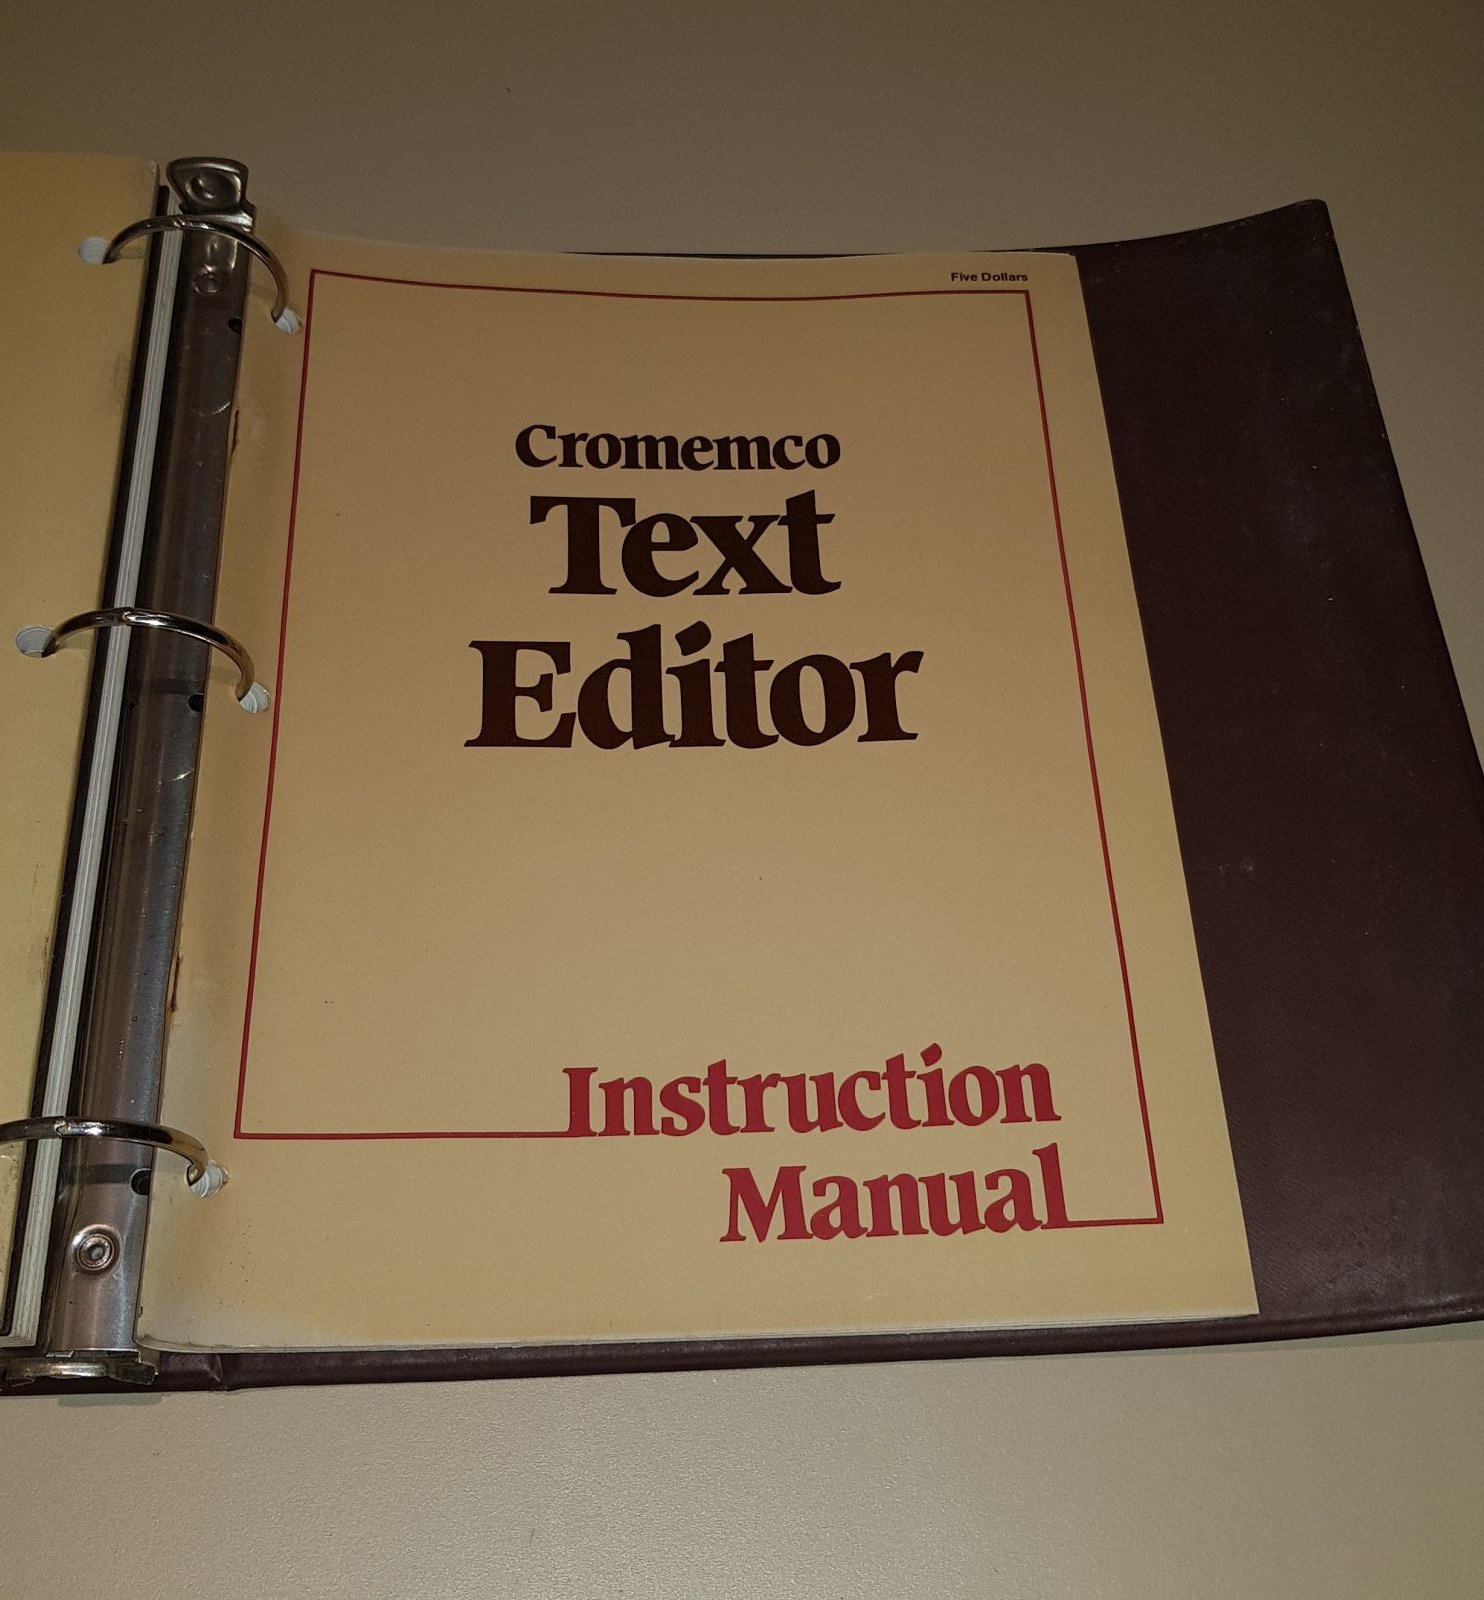 Five Dollars
Cromemco
Text
Editor
Instruction
Manual